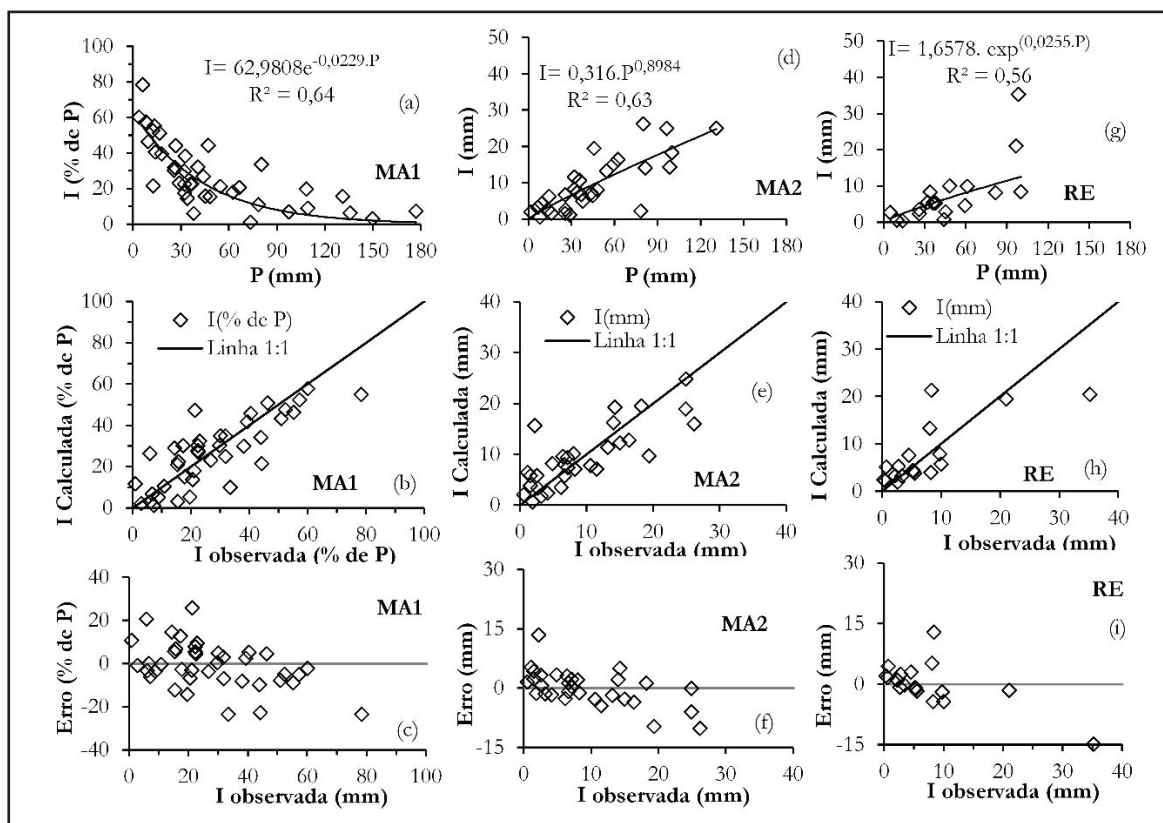 I= 62,9808e-0,0229.P
R² = 0,64
(a)
MA1
I (% de P)
100
80
60
40
20
0
0 30 60 90 120 150 180
P (mm)
I= 0,316.P0,8984
R² = 0,63
(d)
MA2
I (mm)
50
40
30
20
10
0
0 30 60 90 120 150 180
P (mm)
I= 1,6578. exp(0,0255.P)
R² = 0,56
(g)
RE
I (mm)
50
40
30
20
10
0
0 30 60 90 120 150 180
P (mm)
I(% de P)
Linha 1:1
MA1
(b)
I Calculada (% de P)
100
80
60
40
20
0
0 20 40 60 80 100
I observada (% de P)
I(mm)
Linha 1:1
(e)
MA2
I Calculada (mm)
40
30
20
10
0
0 10 20 30 40
I observada (mm)
I(mm)
Linha 1:1
(h)
RE
I Calculada (mm)
40
30
20
10
0
0 10 20 30 40
I observada (mm)
MA1
(c)
Erro (% de P)
40
20
0
-20
-40
0 20 40 60 80 100
I observada (mm)
MA2
(f)
Erro (mm)
30
15
0
-15
0 10 20 30 40
I observada (mm)
RE
(i)
Erro (mm)
30
15
0
-15
0 10 20 30 40
I observada (mm)